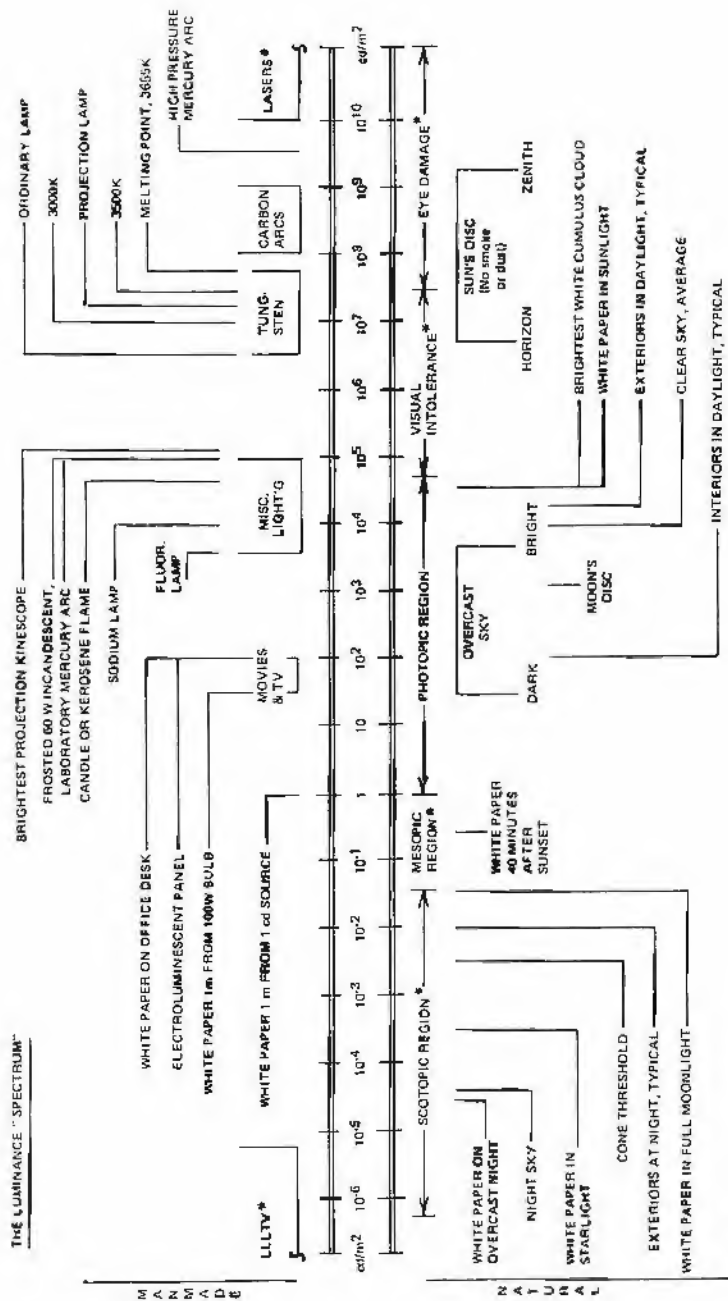 THE LUMINANCE "SPECTRUM"
MAN MADE
BRIGHTEST PROJECTION KINESCOPE
FROSTED 60 W INCANDESCENT,
LABORATORY MERCURY ARC
CANDLE OR KEROSENE FLAME
SODIUM LAMP
FLUOR.
LAMP
WHITE PAPER ON OFFICE DESK
ELECTROLUMINESCENT PANEL
WHITE PAPER 1m FROM 100W BULB
WHITE PAPER 1 m FROM 1 cd SOURCE
ORDINARY LAMP
3000K
PROJECTION LAMP
3500K
MELTING POINT, 3655K
HIGH PRESSURE
MERCURY ARC
LLLTV*
MOVIES
& TV
MISC.
LIGHT'G
TUNG-
STEN
CARBON
ARCS
LASERS*
cd/m2 10-6 10-5 10-4 10-3 10-2 10-1 1 10 102 103 104 105 106 107 108 109 1010 cd/m2
SCOTOPIC REGION*
MESOPIC
REGION*
PHOTOPIC REGION
VISUAL
INTOLERANCE*
EYE DAMAGE*
WHITE PAPER ON
OVERCAST NIGHT
NIGHT SKY
WHITE PAPER IN
STARLIGHT
CONE THRESHOLD
EXTERIORS AT NIGHT, TYPICAL
WHITE PAPER IN FULL MOONLIGHT
WHITE PAPER
40 MINUTES
AFTER
SUNSET
OVERCAST
SKY
DARK
BRIGHT
MOON'S
DISC
SUN'S DISC
(No smoke
or dust)
HORIZON
ZENITH
BRIGHTEST WHITE CUMULUS CLOUD
WHITE PAPER IN SUNLIGHT
EXTERIORS IN DAYLIGHT, TYPICAL
CLEAR SKY, AVERAGE
INTERIORS IN DAYLIGHT, TYPICAL
NATURAL